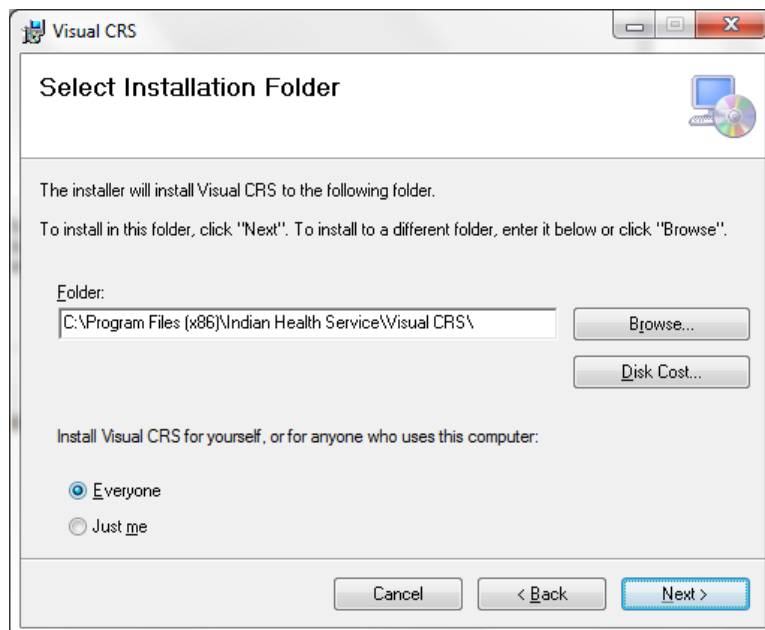 Visual CRS
Select Installation Folder
The installer will install Visual CRS to the following folder.
To install in this folder, click "Next". To install to a different folder, enter it below or click "Browse".
Folder:
C:\Program Files (x86)\Indian Health Service\Visual CRS\
Browse...
Disk Cost...
Install Visual CRS for yourself, or for anyone who uses this computer:
Everyone
Just me
Cancel
< Back
Next >